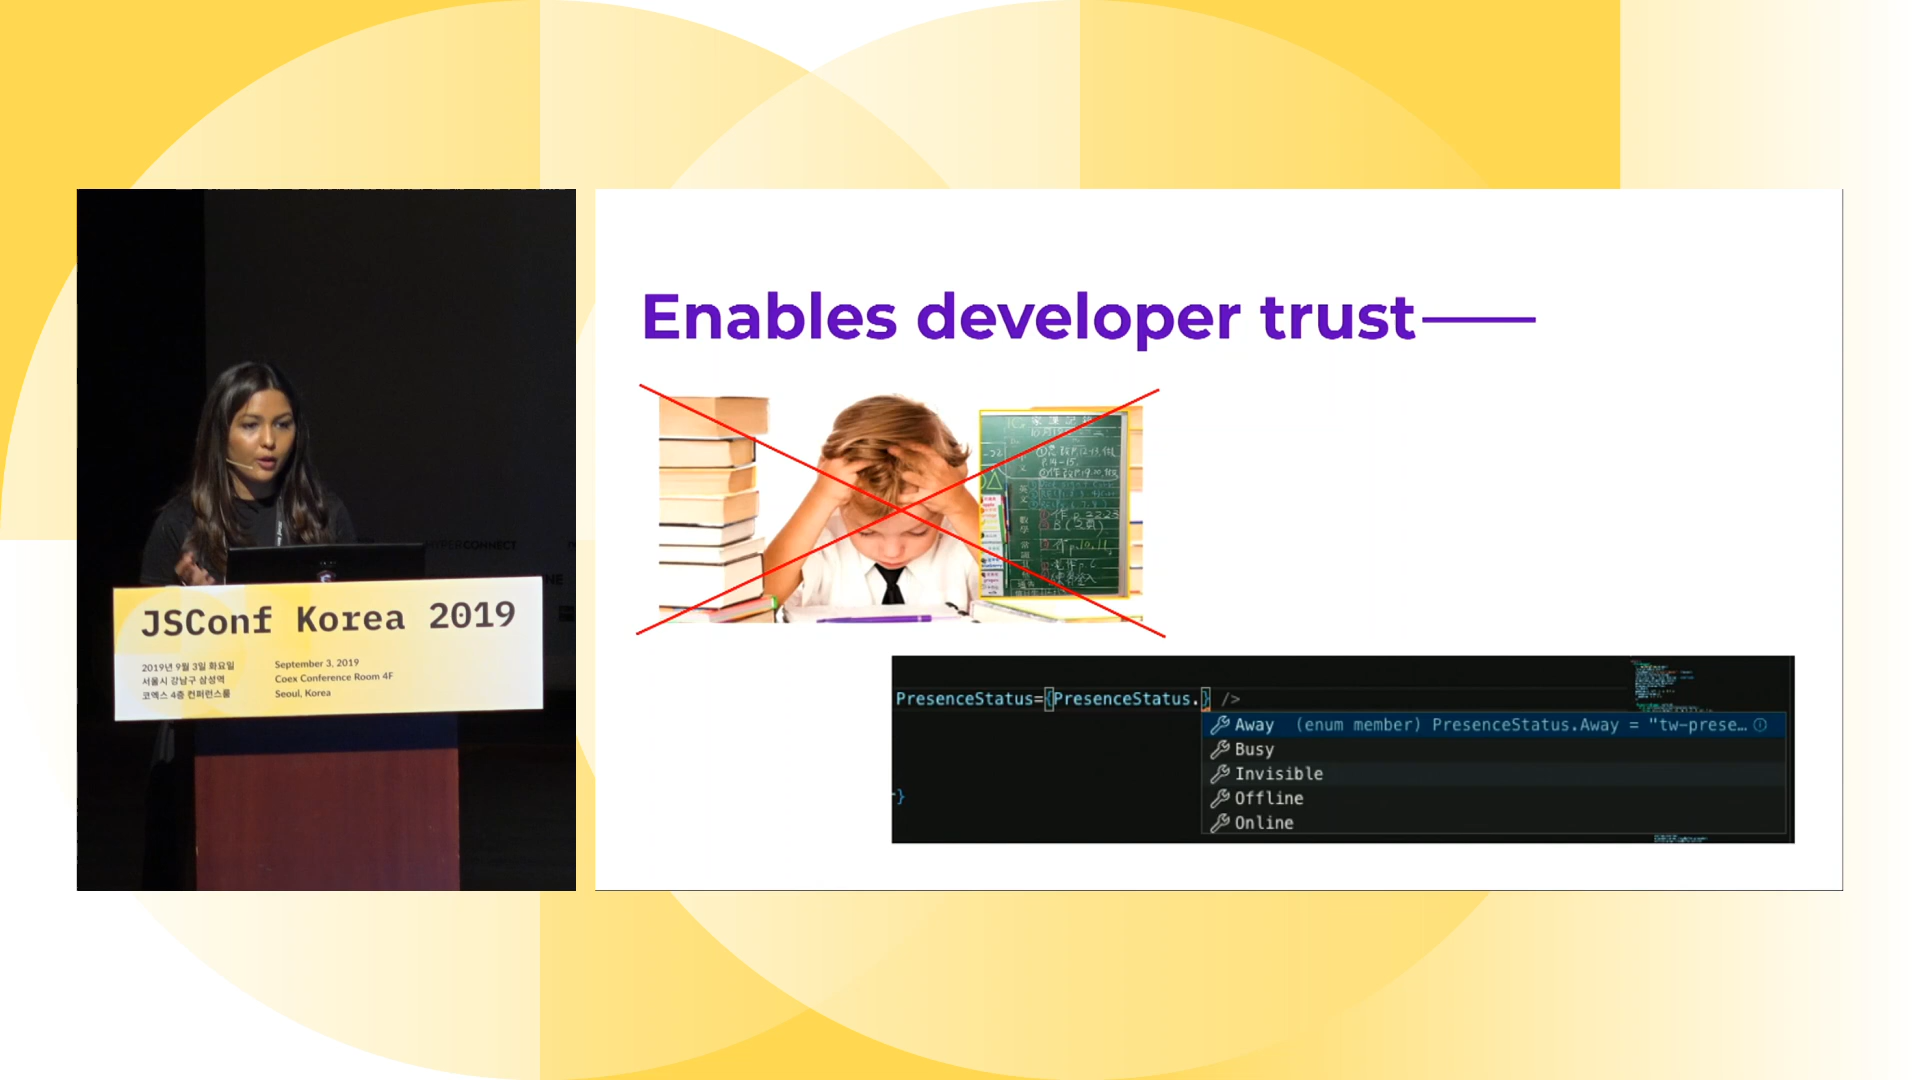 HYPERCONNECT
JSConf Korea 2019
2019년 9월 3일 화요일
서울시 강남구 삼성역
코엑스 4층 컨퍼런스룸
September 3, 2019
Coex Conference Room 4F
Seoul, Korea
Enables developer trust
PresenceStatus={PresenceStatus.} />
Away (enum member) PresenceStatus.Away = "tw-prese…
Busy
Invisible
Offline
Online
}